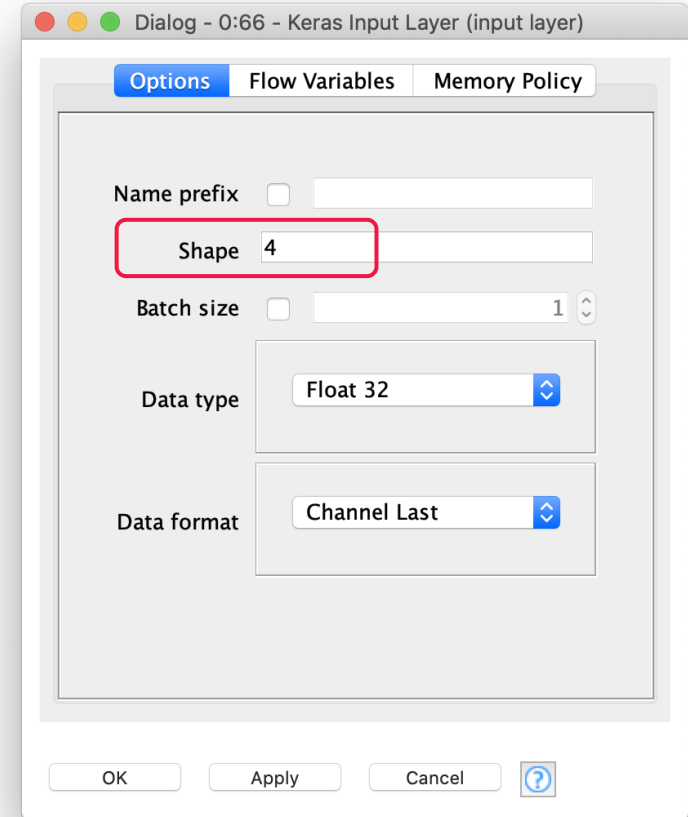 Dialog - 0:66 - Keras Input Layer (input layer)
Options Flow Variables Memory Policy
Name prefix
Shape 4
Batch size 1
Data type Float 32
Data format Channel Last
OK Apply Cancel ?